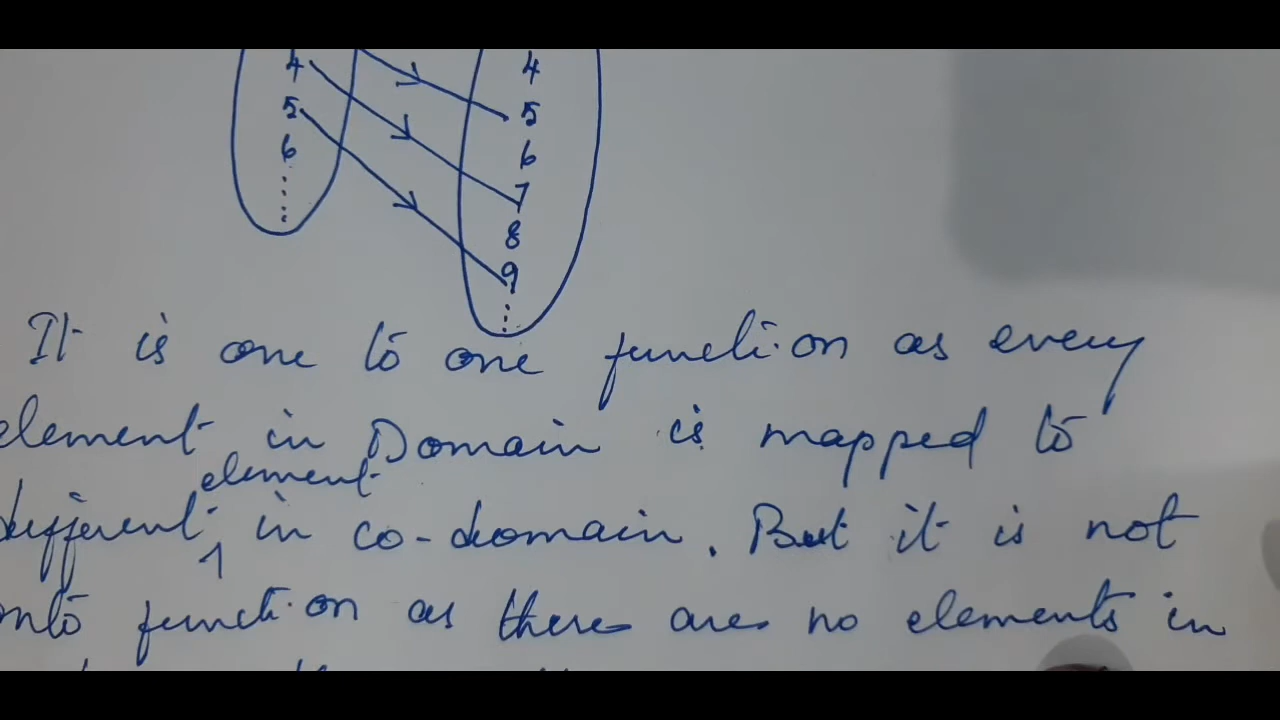 4 4
5 5
6 6
7
8
9
It is one to one function as every
element in Domain is mapped to
element
different in co-domain. But it is not
onto function as there are no elements in